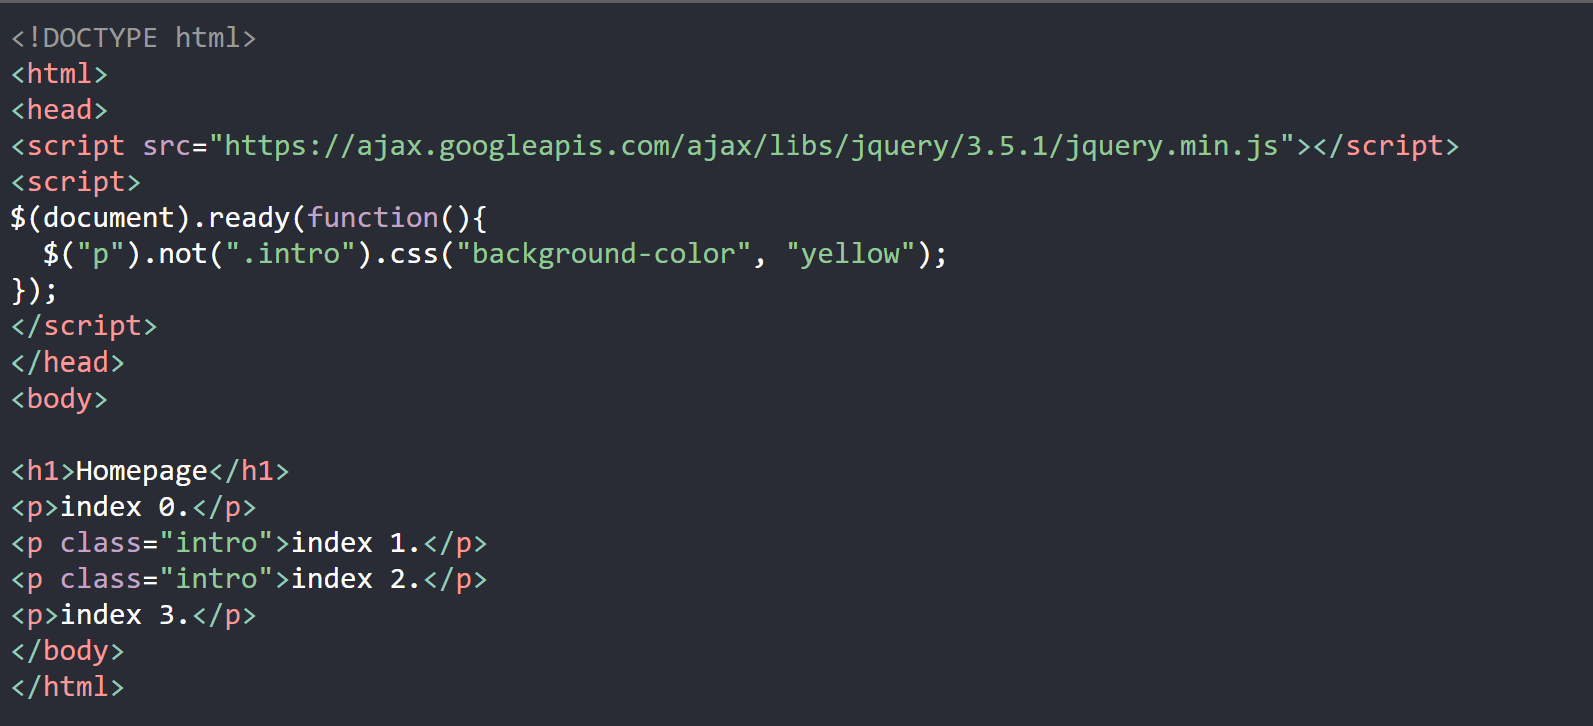 <!DOCTYPE html>
<html>
<head>
<script src="https://ajax.googleapis.com/ajax/libs/jquery/3.5.1/jquery.min.js"></script>
<script>
$(document).ready(function(){
  $("p").not(".intro").css("background-color", "yellow");
});
</script>
</head>
<body>

<h1>Homepage</h1>
<p>index 0.</p>
<p class="intro">index 1.</p>
<p class="intro">index 2.</p>
<p>index 3.</p>
</body>
</html>